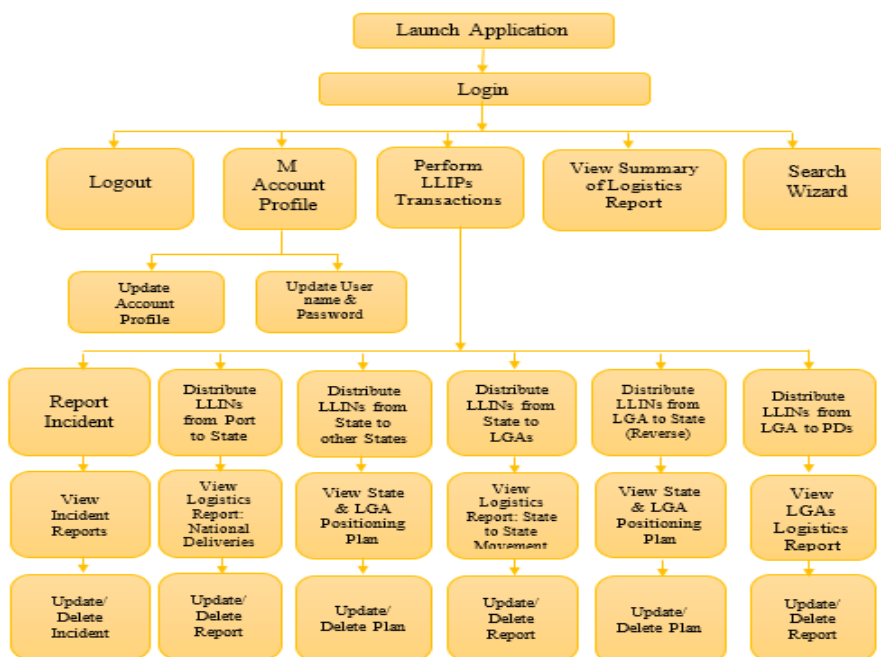 Launch Application
Login
Logout
M
Account
Profile
Perform
LLIPs
Transactions
View Summary
of Logistics
Report
Search
Wizard
Update
Account
Profile
Update User
name &
Password
Report
Incident
Distribute
LLINs
from Port
to State
Distribute
LLINs from
State to
other States
Distribute
LLINs from
State to
LGAs
Distribute
LLINs from
LGA to State
(Reverse)
Distribute
LLINs from
LGA to PDs
View
Incident
Reports
View
Logistics
Report:
National
Deliveries
View State
& LGA
Positioning
Plan
View
Logistics
Report: State
to State
Movement
View State
& LGA
Positioning
Plan
View
LGAs
Logistics
Report
Update/
Delete
Incident
Update/
Delete
Report
Update/
Delete Plan
Update/
Delete
Report
Update/
Delete Plan
Update/
Delete
Report